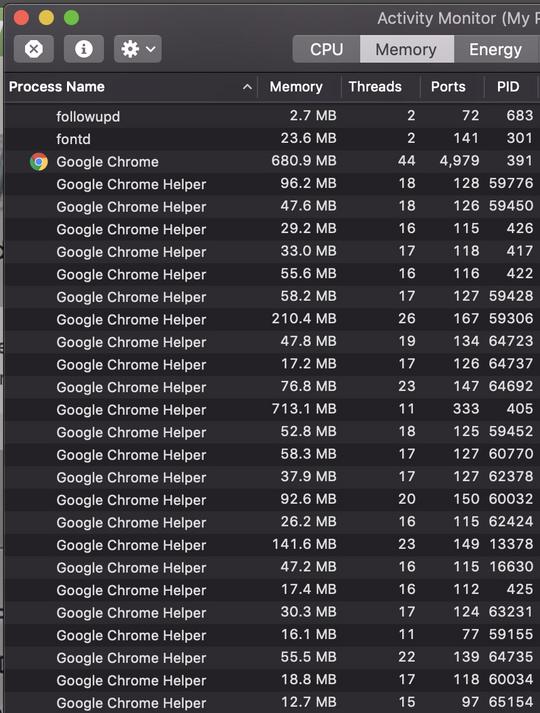 Activity Monitor (My P
CPU Memory Energy
Process Name Memory Threads Ports PID
followupd 2.7 MB 2 72 683
fontd 23.6 MB 2 141 301
Google Chrome 680.9 MB 44 4,979 391
Google Chrome Helper 96.2 MB 18 128 59776
Google Chrome Helper 47.6 MB 18 126 59450
Google Chrome Helper 29.2 MB 16 115 426
Google Chrome Helper 33.0 MB 17 118 417
Google Chrome Helper 55.6 MB 16 116 422
Google Chrome Helper 58.2 MB 17 127 59428
Google Chrome Helper 210.4 MB 26 167 59306
Google Chrome Helper 47.8 MB 19 134 64723
Google Chrome Helper 17.2 MB 17 126 64737
Google Chrome Helper 76.8 MB 23 147 64692
Google Chrome Helper 713.1 MB 11 333 405
Google Chrome Helper 52.8 MB 18 125 59452
Google Chrome Helper 58.3 MB 17 127 60770
Google Chrome Helper 37.9 MB 17 127 62378
Google Chrome Helper 92.6 MB 20 150 60032
Google Chrome Helper 26.2 MB 16 115 62424
Google Chrome Helper 141.6 MB 23 149 13378
Google Chrome Helper 47.2 MB 16 115 16630
Google Chrome Helper 17.4 MB 16 112 425
Google Chrome Helper 30.3 MB 17 124 63231
Google Chrome Helper 16.1 MB 11 77 59155
Google Chrome Helper 55.5 MB 22 139 64735
Google Chrome Helper 18.8 MB 17 118 60034
Google Chrome Helper 12.7 MB 15 97 65154